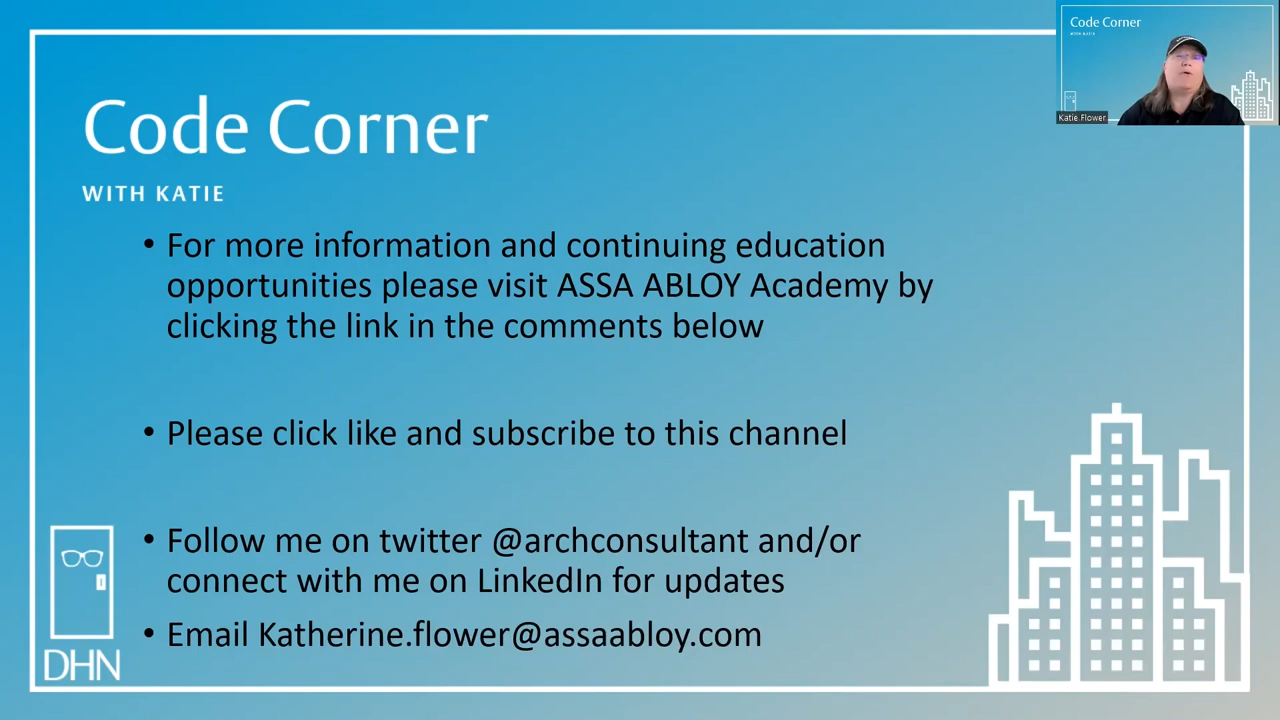 Code Corner
WITH KATIE
• For more information and continuing education
opportunities please visit ASSA ABLOY Academy by
clicking the link in the comments below
• Please click like and subscribe to this channel
• Follow me on twitter @archconsultant and/or
connect with me on LinkedIn for updates
• Email Katherine.flower@assaabloy.com
DHN
Code Corner
WITH KATIE
Katie Flower